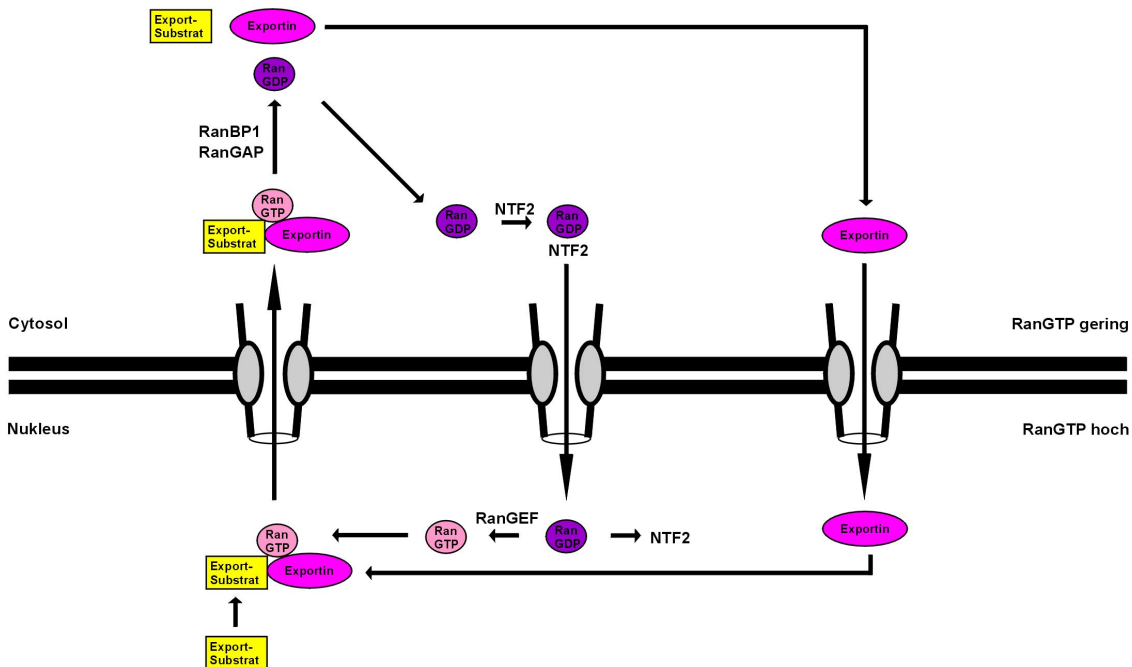 Export-
Substrat
Exportin
Ran
GDP
RanBP1
RanGAP
Ran
GTP
Export-
Substrat
Exportin
Ran
GDP
NTF2
Ran
GDP
NTF2
Exportin
Cytosol
RanGTP gering
Nukleus
RanGTP hoch
Ran
GTP
Export-
Substrat
Exportin
Ran
GTP
RanGEF
Ran
GDP
NTF2
Exportin
Export-
Substrat